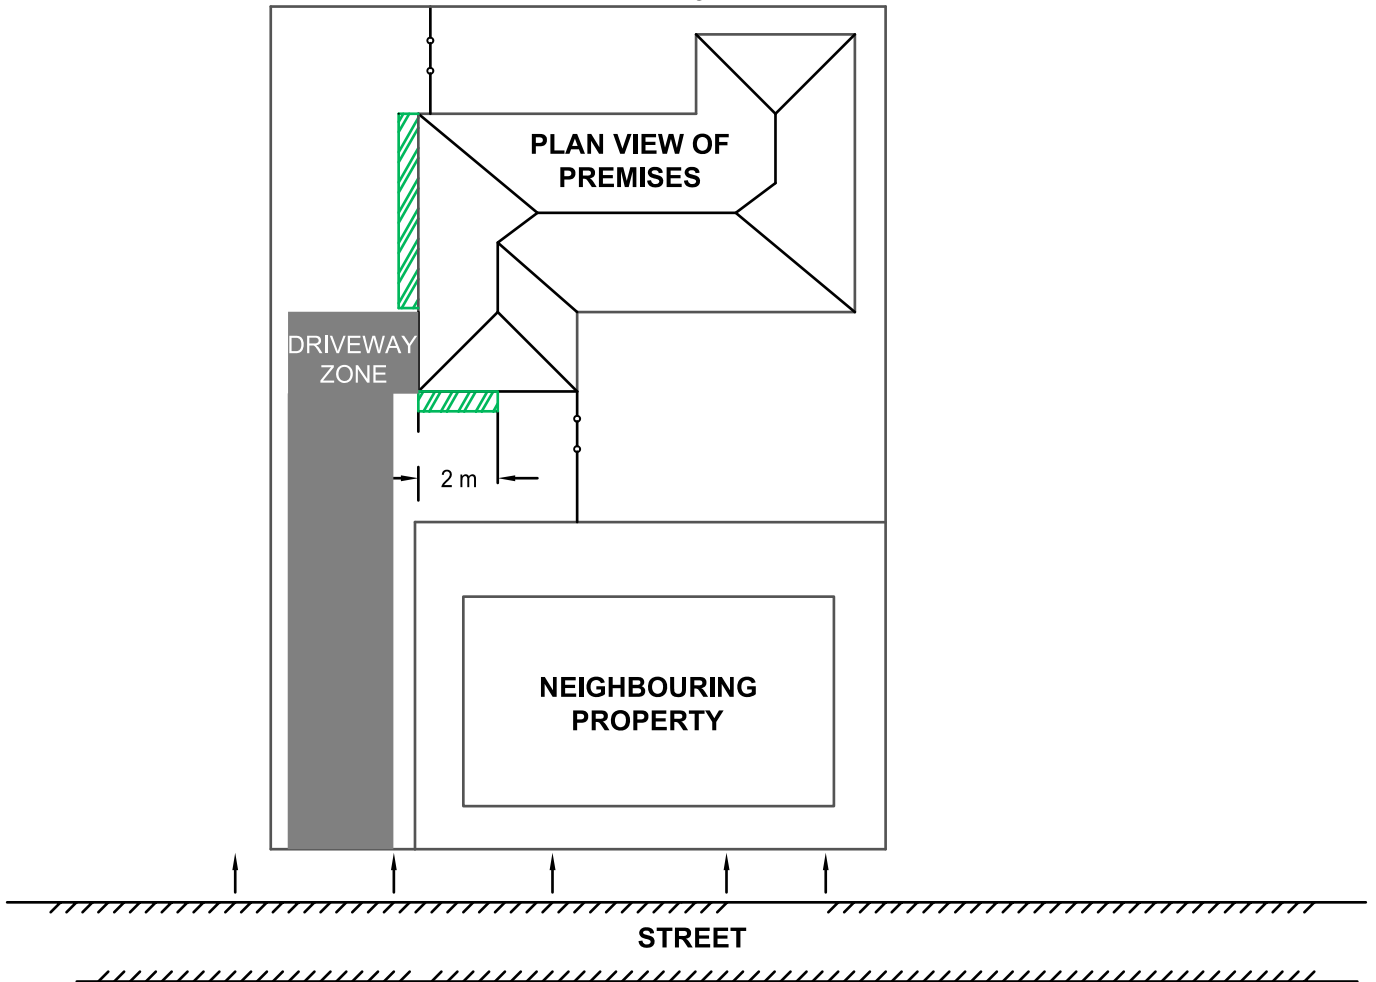 PLAN VIEW OF
PREMISES
DRIVEWAY
ZONE
2 m
NEIGHBOURING
PROPERTY
STREET